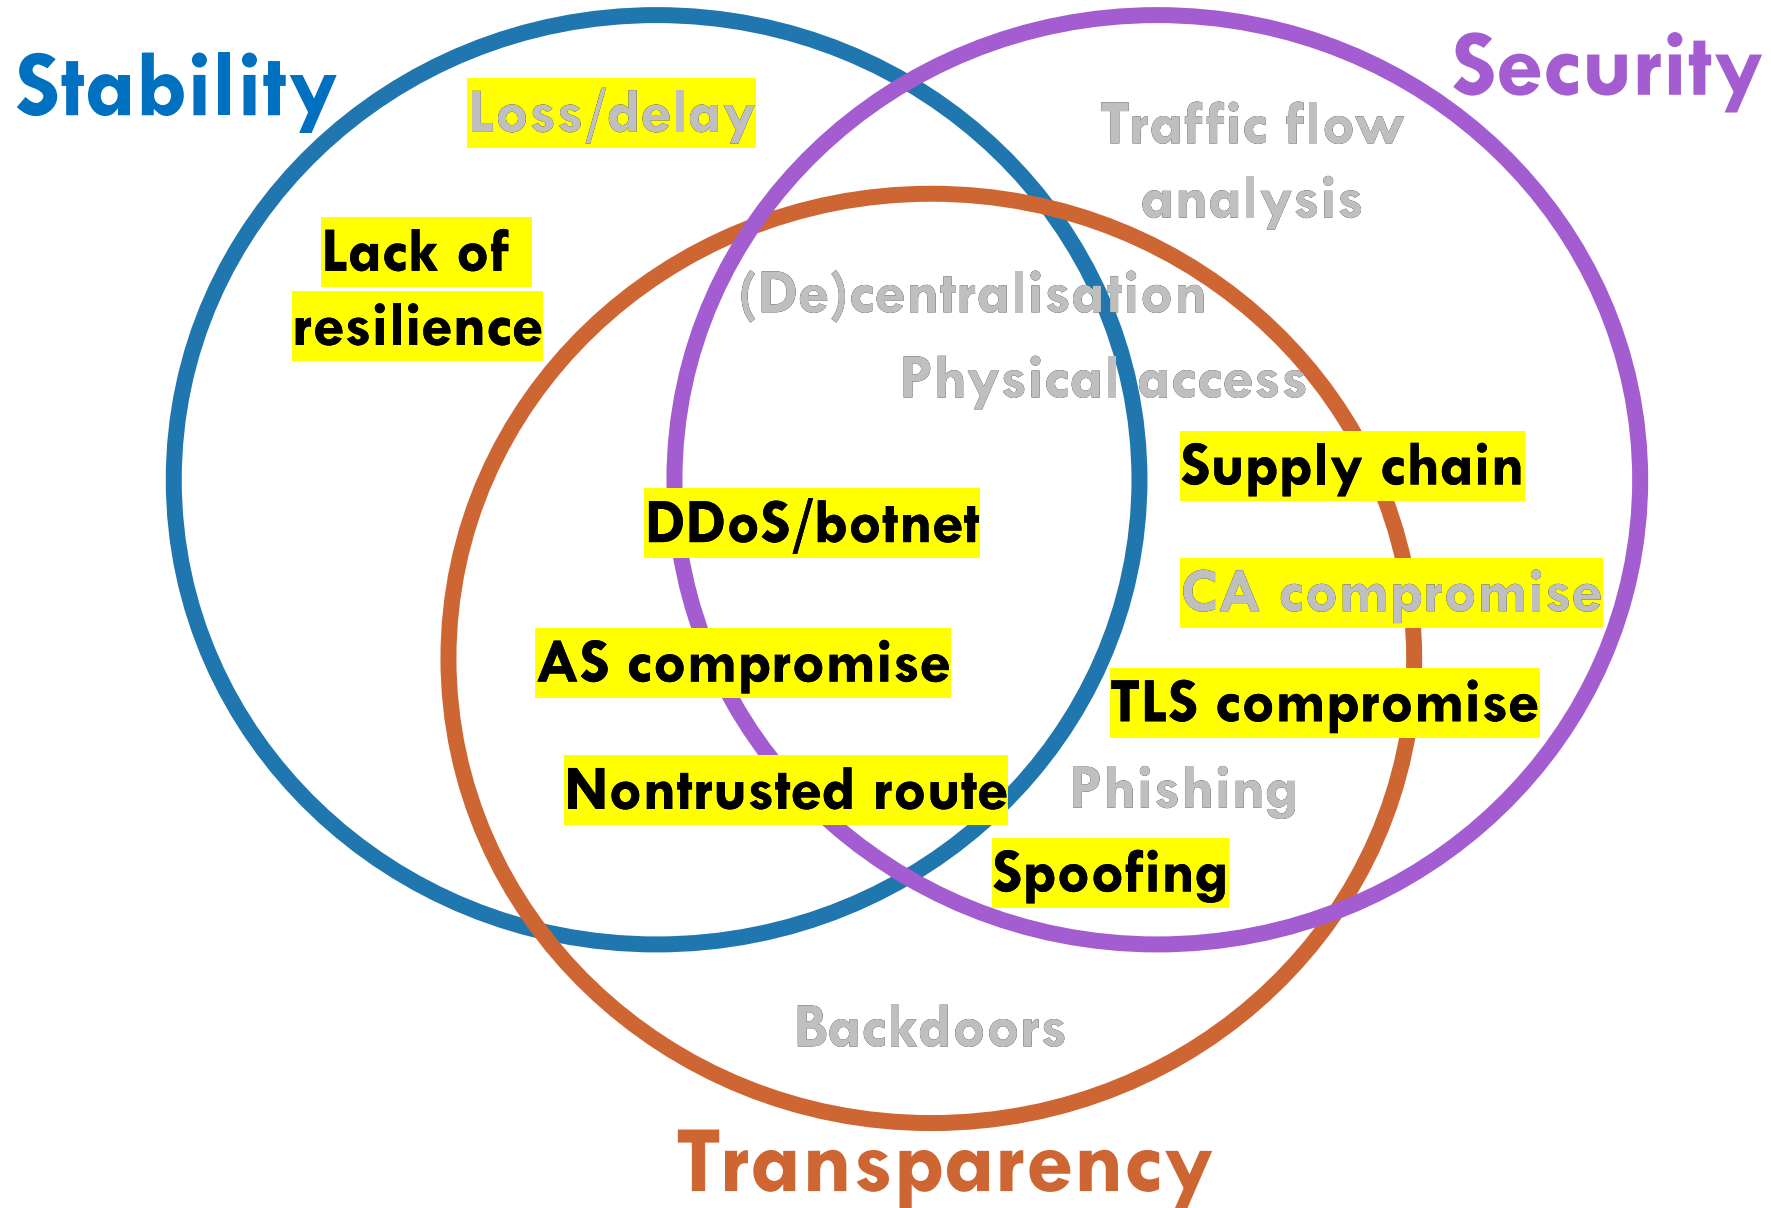 Stability
Security
Loss/delay
Traffic flow
analysis
Lack of
resilience
(De)centralisation
Physical access
Supply chain
DDoS/botnet
CA compromise
AS compromise
TLS compromise
Nontrusted route
Phishing
Spoofing
Backdoors
Transparency